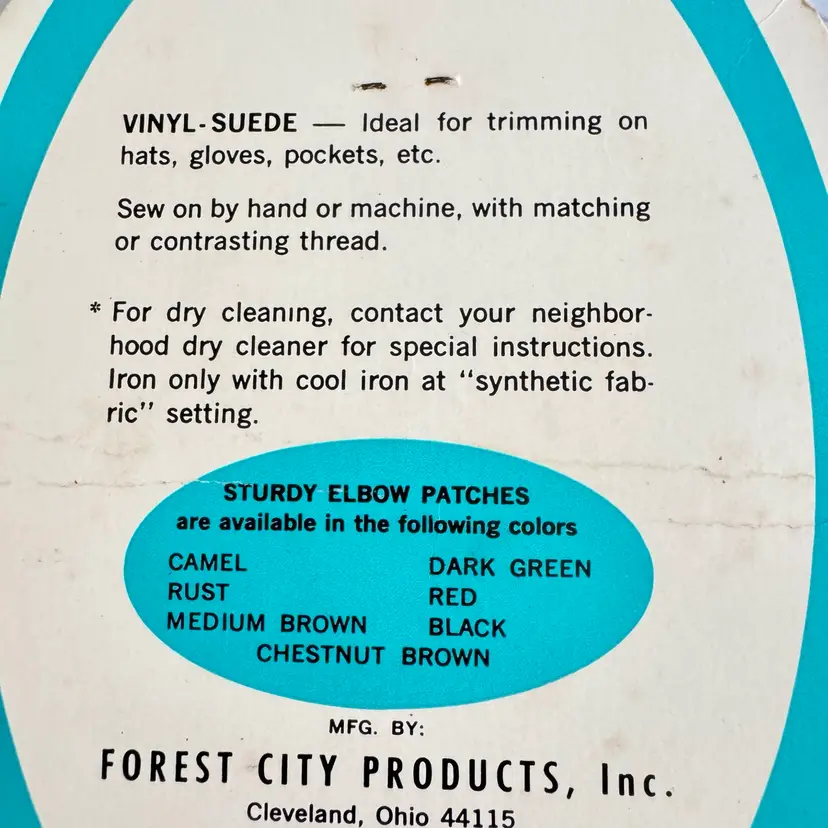 VINYL-SUEDE — Ideal for trimming on
hats, gloves, pockets, etc.
Sew on by hand or machine, with matching
or contrasting thread.
* For dry cleaning, contact your neighbor-
hood dry cleaner for special instructions.
Iron only with cool iron at "synthetic fab-
ric" setting.
STURDY ELBOW PATCHES
are available in the following colors
CAMEL DARK GREEN
RUST RED
MEDIUM BROWN BLACK
CHESTNUT BROWN
MFG. BY:
FOREST CITY PRODUCTS, Inc.
Cleveland, Ohio 44115